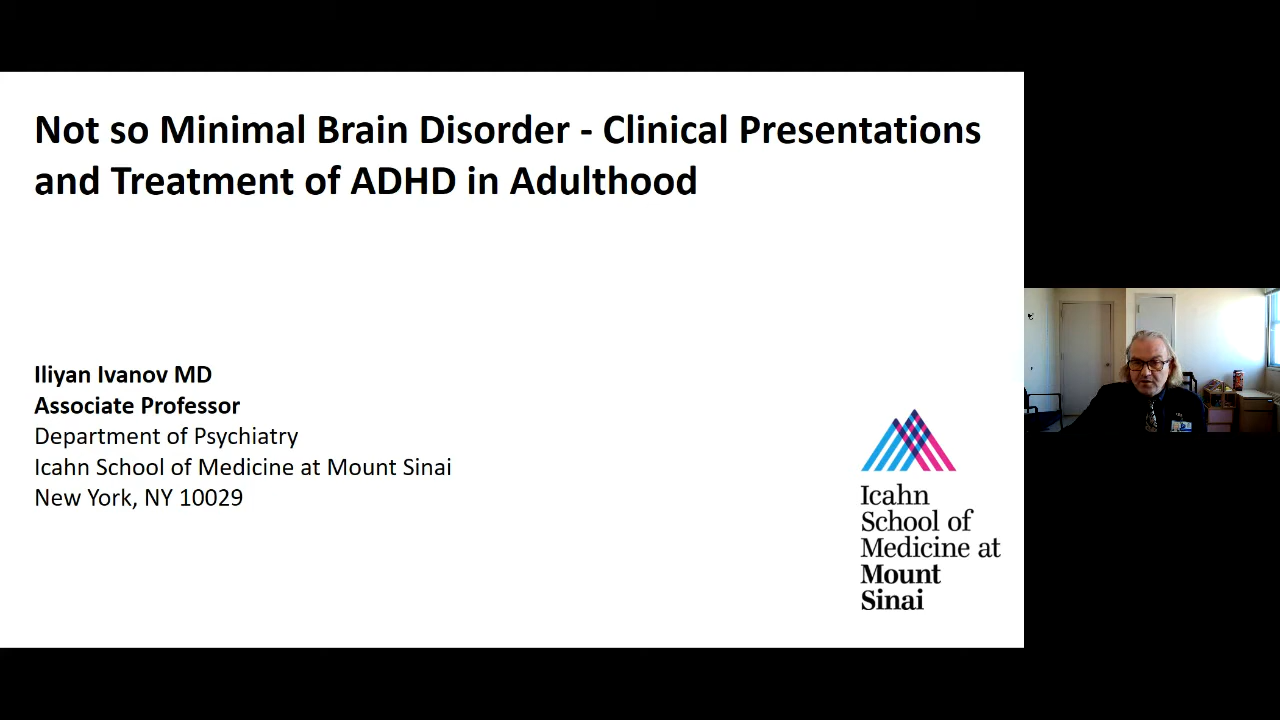 Not so Minimal Brain Disorder - Clinical Presentations
and Treatment of ADHD in Adulthood
Iliyan Ivanov MD
Associate Professor
Department of Psychiatry
Icahn School of Medicine at Mount Sinai
New York, NY 10029
Icahn
School of
Medicine at
Mount
Sinai